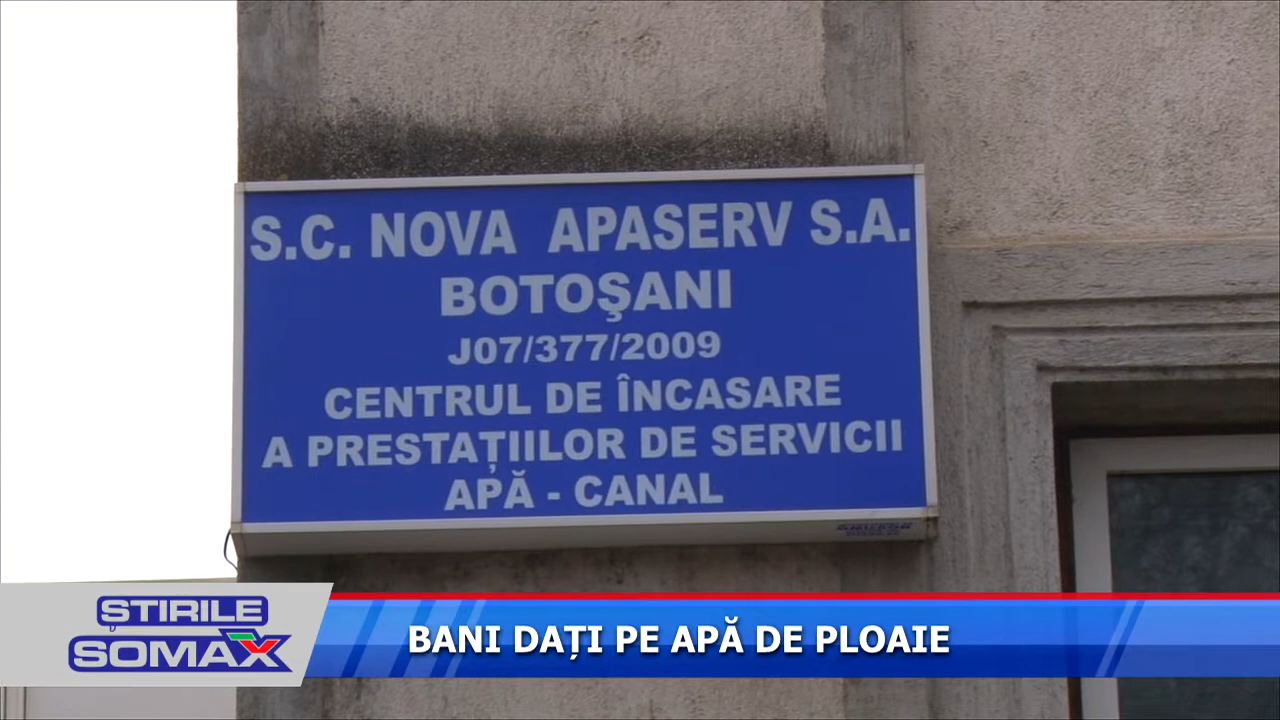 S.C. NOVA APASERV S.A.
BOTOŞANI
J07/377/2009
CENTRUL DE ÎNCASARE
A PRESTAȚIILOR DE SERVICII
APĂ - CANAL
ȘTIRILE
SOMAX
BANI DAȚI PE APĂ DE PLOAIE